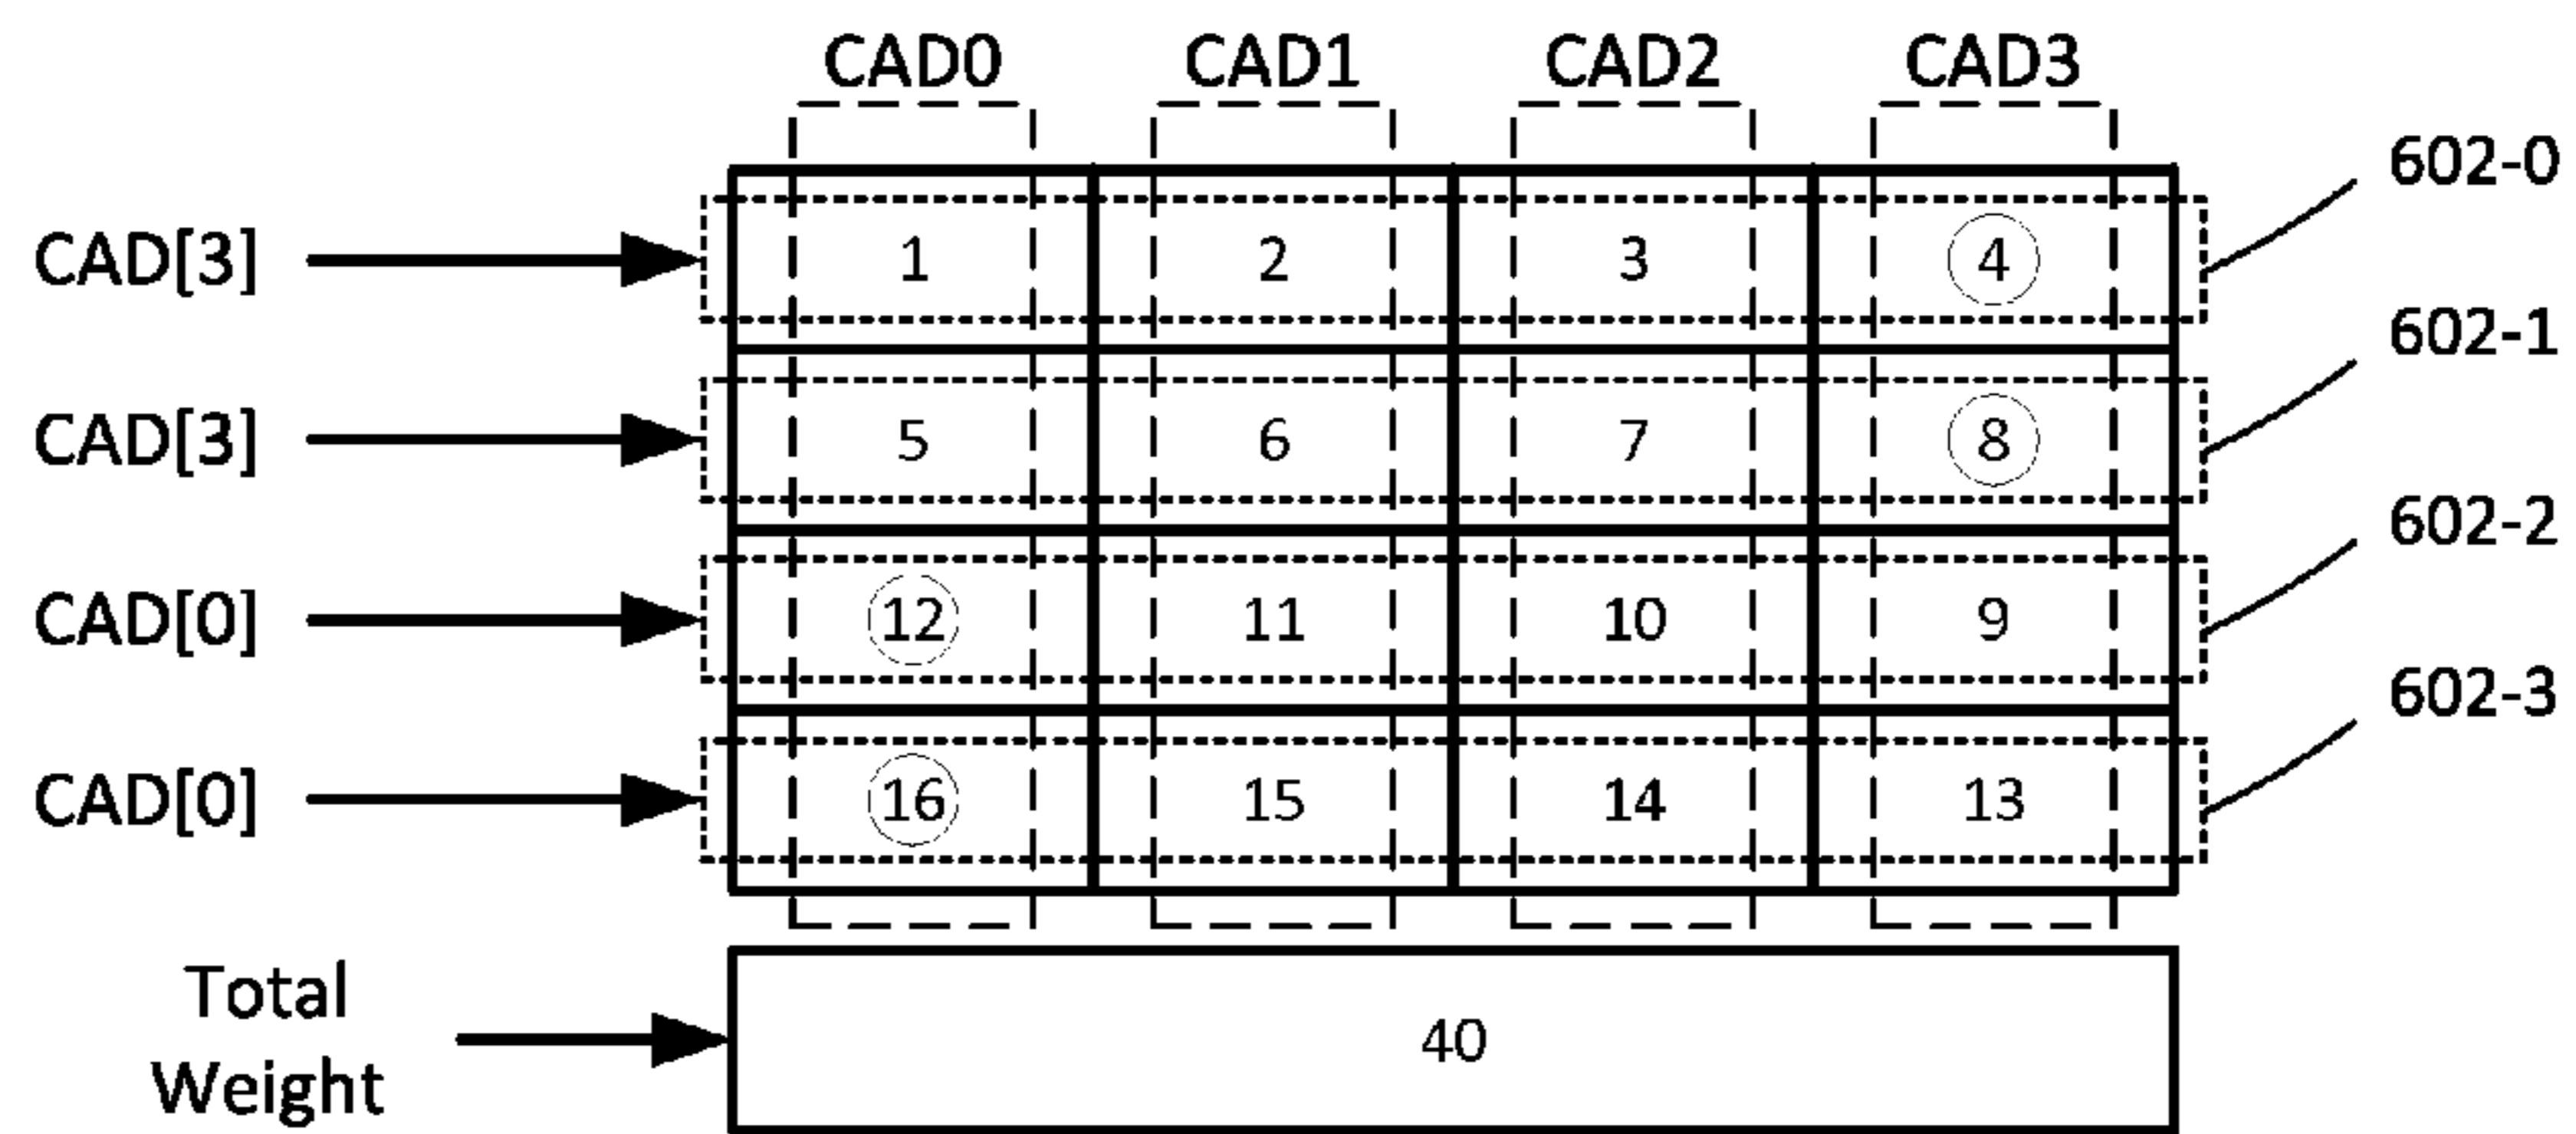 CAD0 CAD1 CAD2 CAD3
602-0
CAD[3] 1 2 3 4
602-1
CAD[3] 5 6 7 8
602-2
CAD[0] 12 11 10 9
602-3
CAD[0] 16 15 14 13
Total
Weight
40